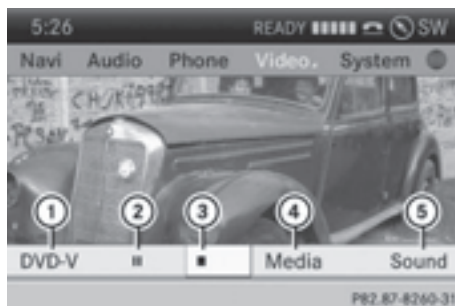 5:26 READY SW
Navi Audio Phone Video. System
1 2 3 4 5
DVD-V Media Sound
P82.87-8260-31